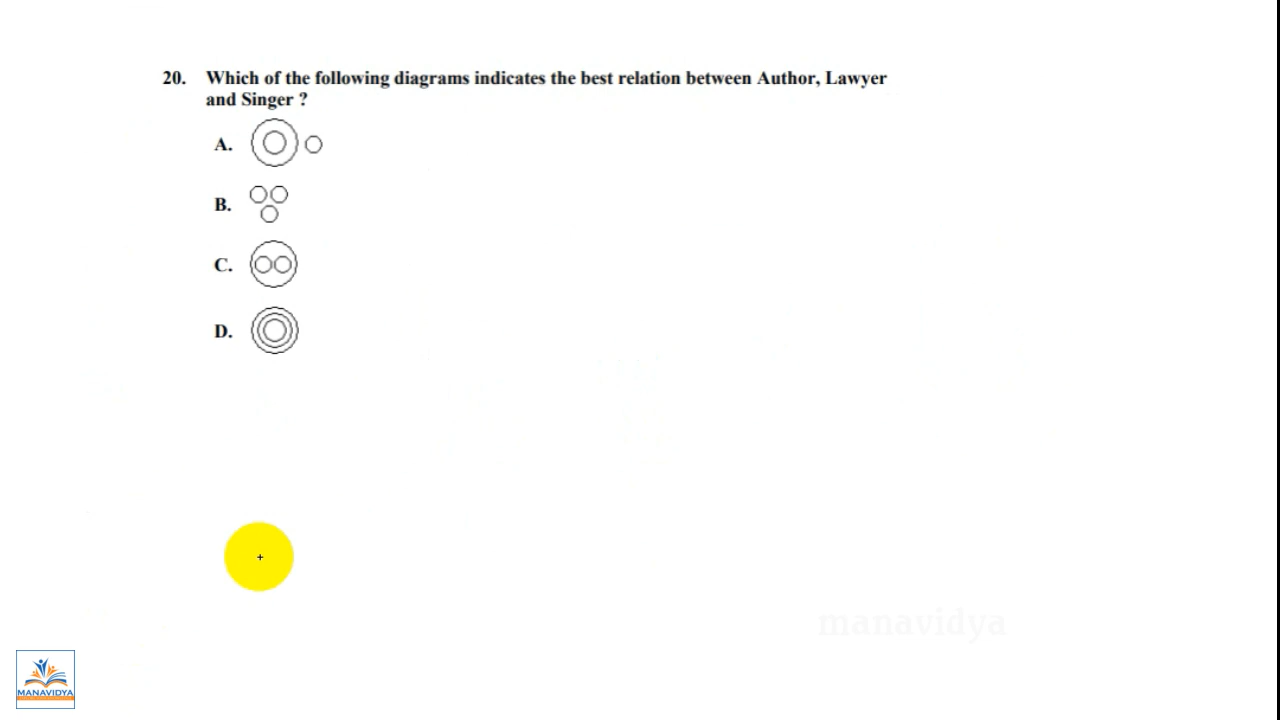 20. Which of the following diagrams indicates the best relation between Author, Lawyer
and Singer ?
A.
B.
C.
D.
manavidya
MANAVIDYA